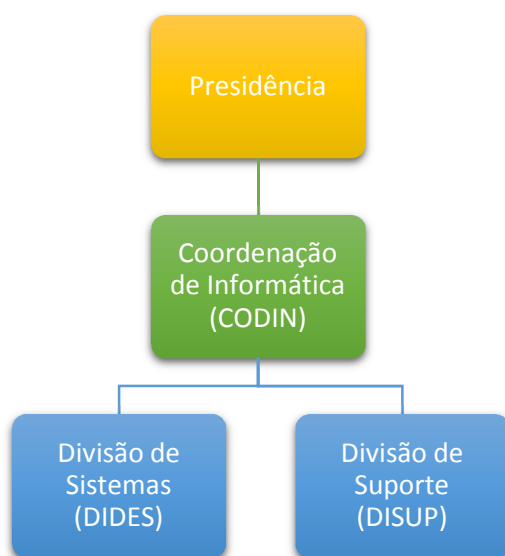 Presidência
Coordenação
de Informática
(CODIN)
Divisão de
Sistemas
(DIDES)
Divisão de
Suporte
(DISUP)